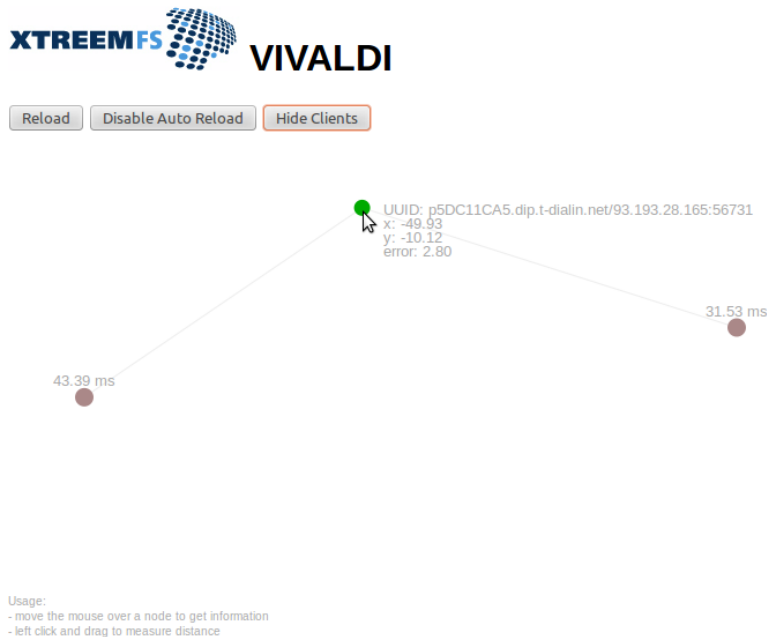 XTREEMFS
VIVALDI
Reload
Disable Auto Reload
Hide Clients
UUID: p5DC11CA5.dip.t-dialin.net/93.193.28.165:56731
x: -49.93
y: -10.12
error: 2.80
31.53 ms
43.39 ms
Usage:
- move the mouse over a node to get information
- left click and drag to measure distance